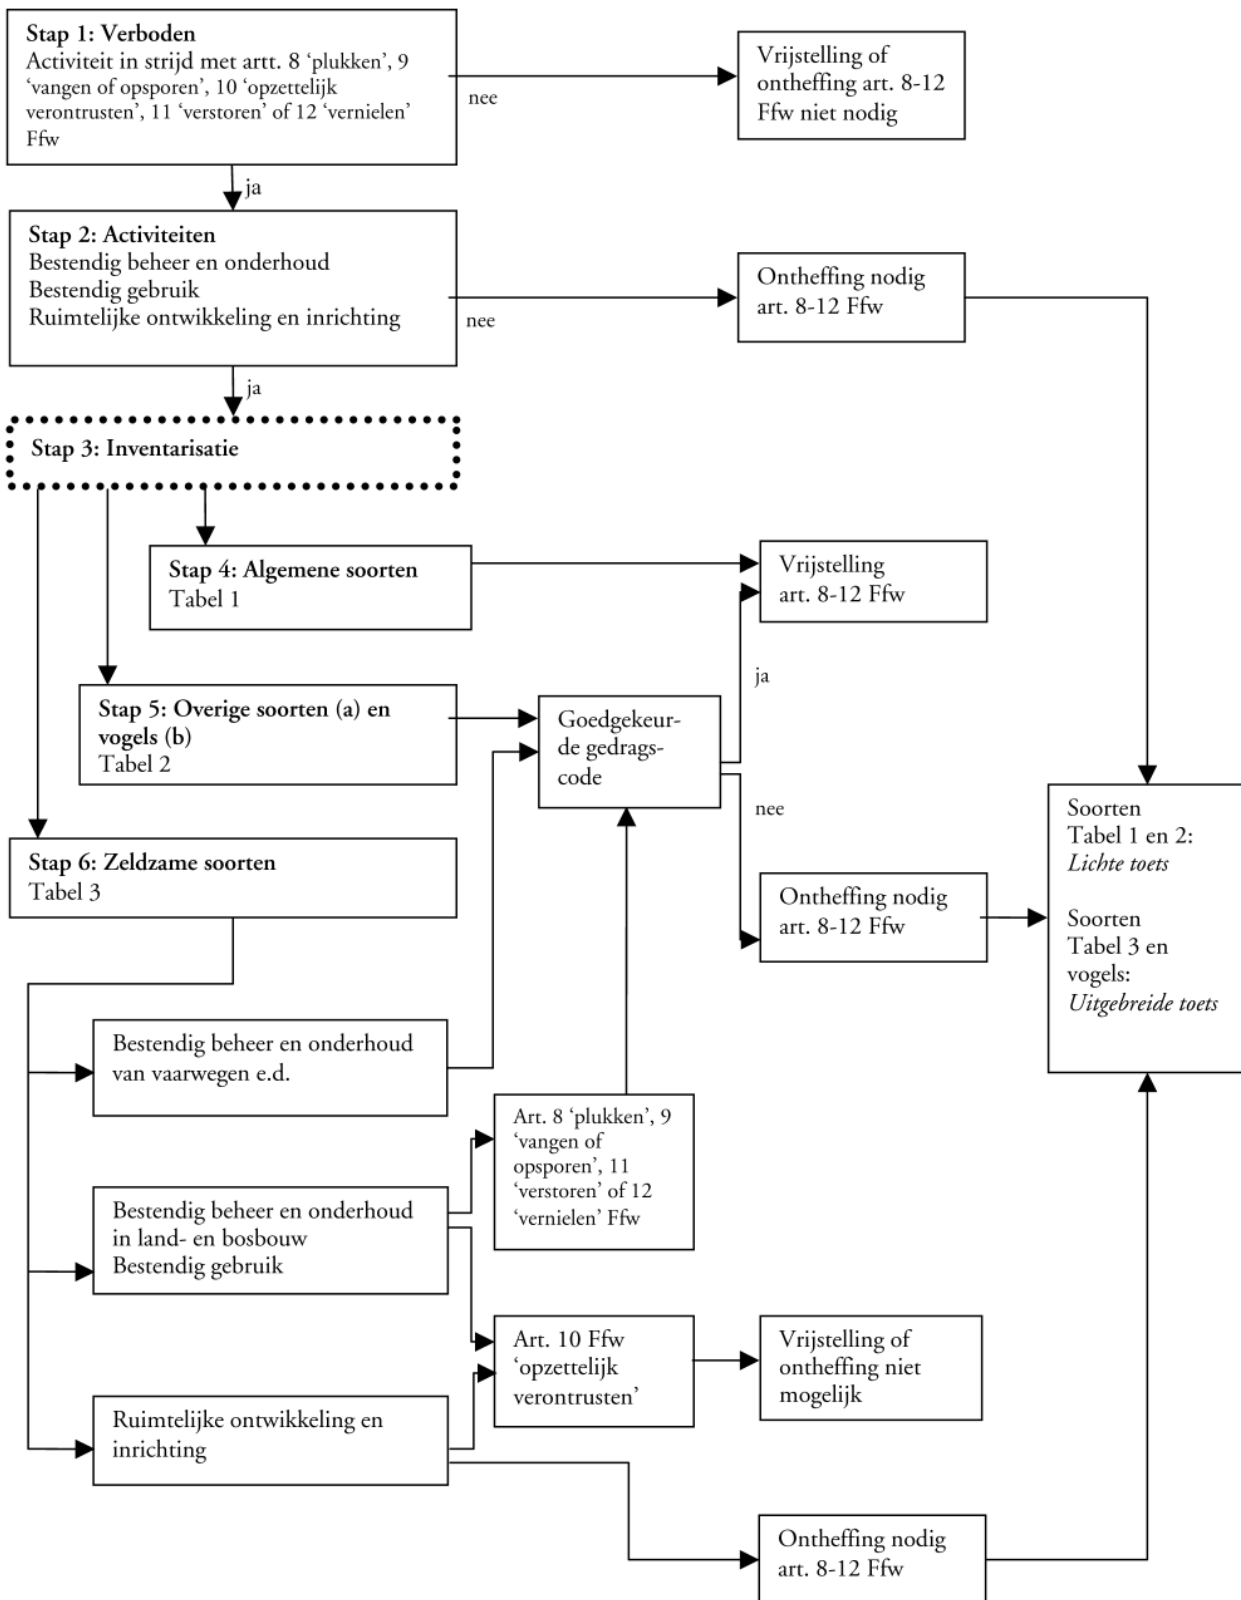 Stap 1: Verboden
Activiteit in strijd met artt. 8 ‘plukken’, 9
‘vangen of opsporen’, 10 ‘opzettelijk
verontrusten’, 11 ‘verstoren’ of 12 ‘vernielen’
Ffw
nee
Vrijstelling of
ontheffing art. 8-12
Ffw niet nodig
ja
Stap 2: Activiteiten
Bestendig beheer en onderhoud
Bestendig gebruik
Ruimtelijke ontwikkeling en inrichting
nee
Ontheffing nodig
art. 8-12 Ffw
ja
Stap 3: Inventarisatie
Stap 4: Algemene soorten
Tabel 1
Vrijstelling
art. 8-12 Ffw
Stap 5: Overige soorten (a) en
vogels (b)
Tabel 2
Goedgekeur-
de gedrags-
code
ja
nee
Stap 6: Zeldzame soorten
Tabel 3
Ontheffing nodig
art. 8-12 Ffw
Soorten
Tabel 1 en 2:
Lichte toets
Soorten
Tabel 3 en
vogels:
Uitgebreide toets
Bestendig beheer en onderhoud
van vaarwegen e.d.
Art. 8 ‘plukken’, 9
‘vangen of
opsporen’, 11
‘verstoren’ of 12
‘vernielen’ Ffw
Bestendig beheer en onderhoud
in land- en bosbouw
Bestendig gebruik
Art. 10 Ffw
‘opzettelijk
verontrusten’
Vrijstelling of
ontheffing niet
mogelijk
Ruimtelijke ontwikkeling en
inrichting
Ontheffing nodig
art. 8-12 Ffw